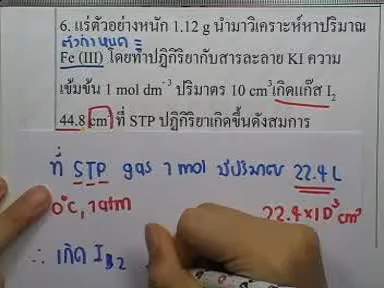 6. แร่ตัวอย่างหนัก 1.12 g นำมาวิเคราะห์หาปริมาณ
ตัวกำหนด =
Fe (III) โดยทำปฏิกิริยากับสารละลาย KI ความ
เข้มข้น 1 mol dm⁻³ ปริมาตร 10 cm³ เกิดแก๊ส I₂
44.8 cm³ ที่ STP ปฏิกิริยาเกิดขึ้นดังสมการ
ที่ STP gas 1 mol มีปริมาตร 22.4 L
0°C, 1 atm 22.4×10³ cm³
∴ เกิด I₂